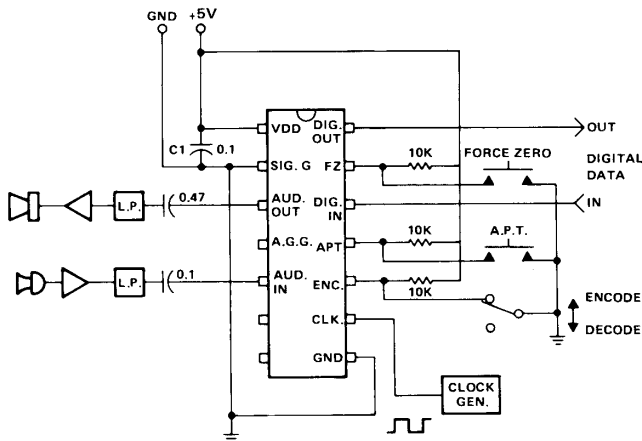 GND +5V
C1 0.1
VDD
SIG. G
AUD. OUT
A.G.G.
AUD. IN
DIG. OUT
FZ
DIG. IN
APT
ENC.
CLK.
GND
L.P.
0.47
L.P.
0.1
10K
10K
10K
FORCE ZERO
A.P.T.
OUT
DIGITAL DATA
IN
ENCODE
DECODE
CLOCK GEN.